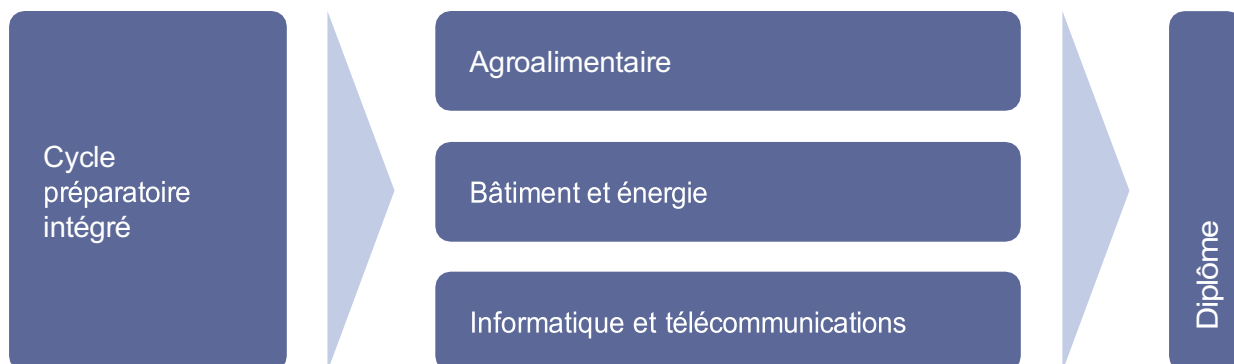 Cycle
préparatoire
intégré
Agroalimentaire
Bâtiment et énergie
Informatique et télécommunications
Diplôme